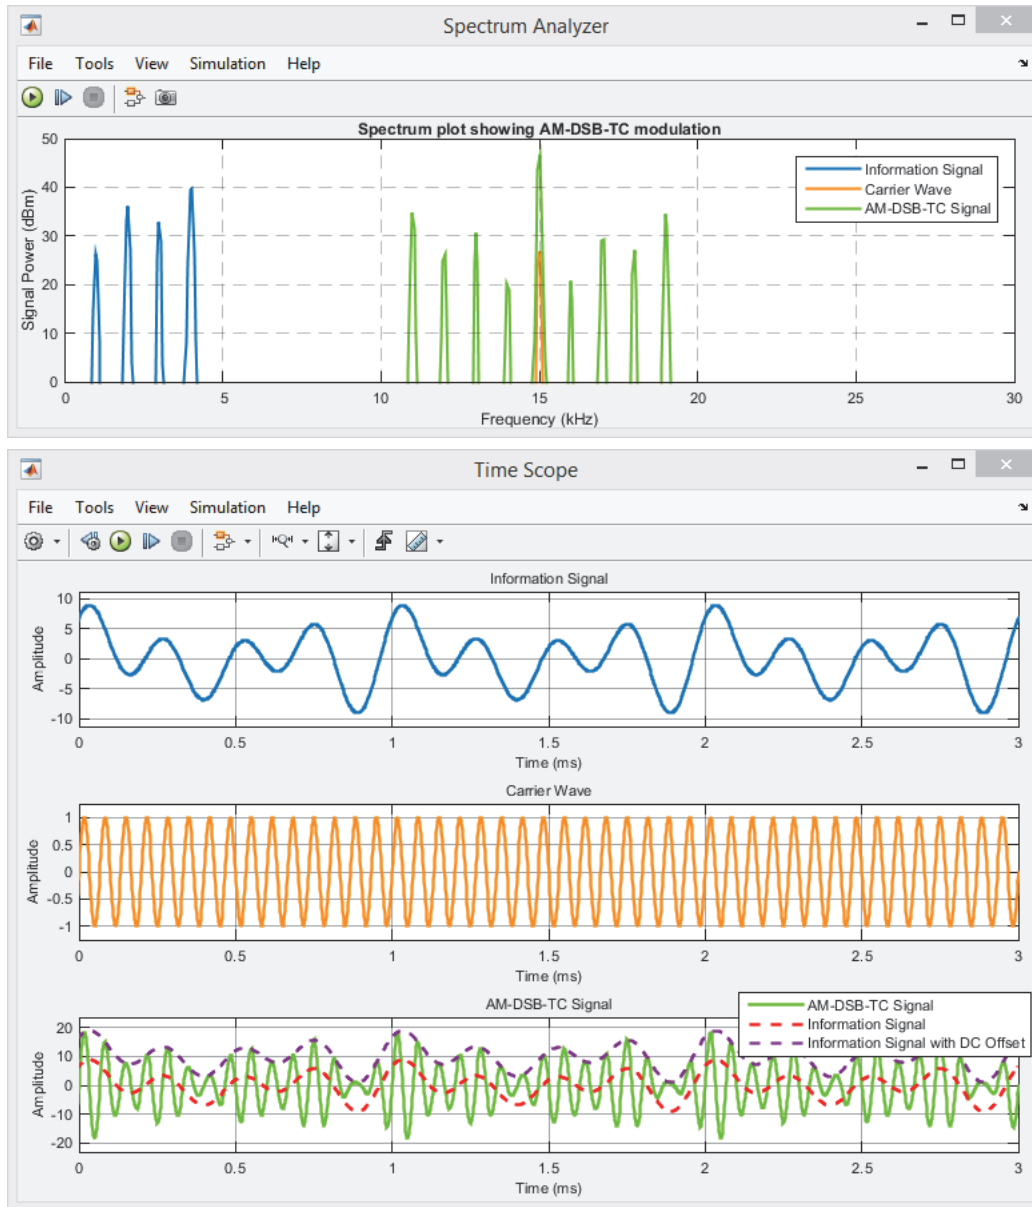 Spectrum Analyzer
File Tools View Simulation Help
Spectrum plot showing AM-DSB-TC modulation
50
40
30
20
10
0
Signal Power (dBm)
Information Signal
Carrier Wave
AM-DSB-TC Signal
0 5 10 15 20 25 30
Frequency (kHz)
Time Scope
File Tools View Simulation Help
Information Signal
10
5
0
-5
-10
Amplitude
0 0.5 1 1.5 2 2.5 3
Time (ms)
Carrier Wave
1
0.5
0
-0.5
-1
Amplitude
0 0.5 1 1.5 2 2.5 3
Time (ms)
AM-DSB-TC Signal
AM-DSB-TC Signal
Information Signal
Information Signal with DC Offset
20
10
0
-10
-20
Amplitude
0 0.5 1 1.5 2 2.5 3
Time (ms)